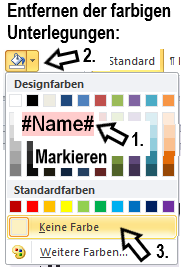 Entfernen der farbigen
Unterlegungen:
2.
Standard
¶
Designfarben
#Name#
1.
Markieren
Standardfarben
Keine Farbe
Weitere Farben...
3.